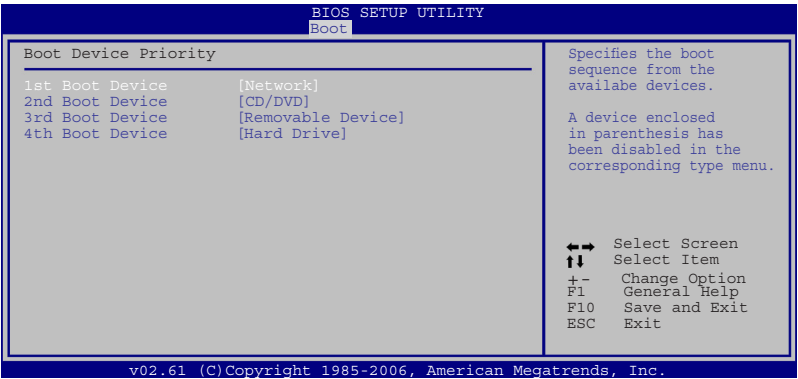 BIOS SETUP UTILITY
Boot
Boot Device Priority
1st Boot Device [Network]
2nd Boot Device [CD/DVD]
3rd Boot Device [Removable Device]
4th Boot Device [Hard Drive]
Specifies the boot
sequence from the
availabe devices.
A device enclosed
in parenthesis has
been disabled in the
corresponding type menu.
←→ Select Screen
↑↓ Select Item
+- Change Option
F1 General Help
F10 Save and Exit
ESC Exit
v02.61 (C)Copyright 1985-2006, American Megatrends, Inc.